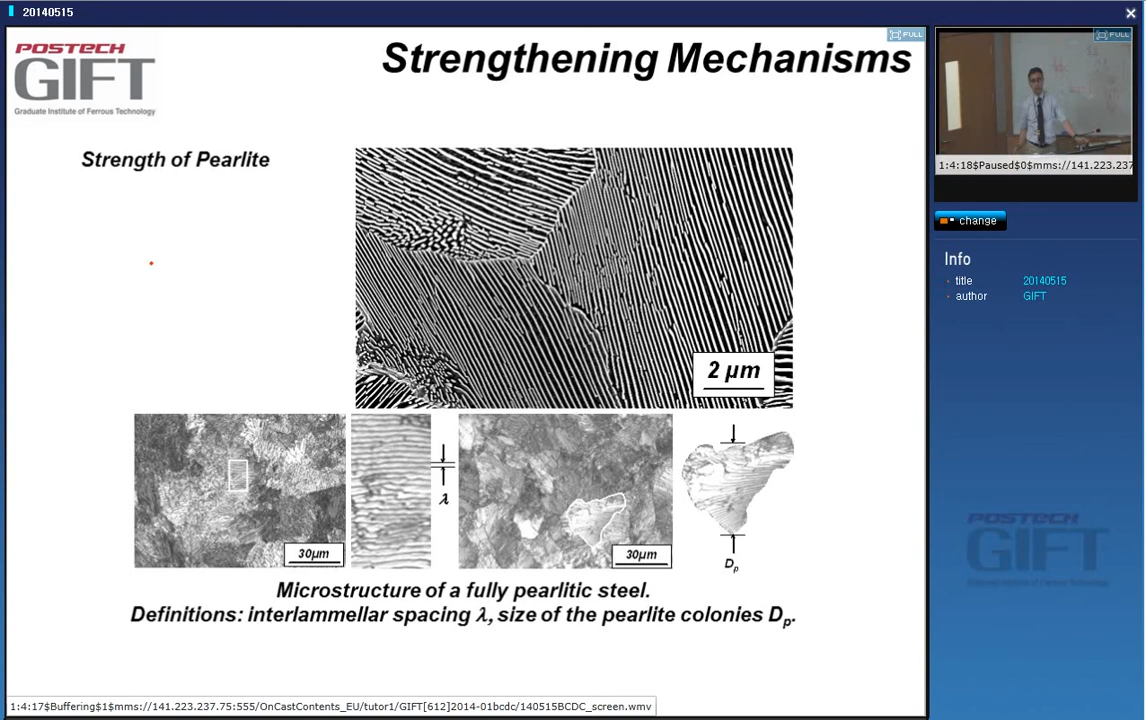 20140515
POSTECH
GIFT
Graduate Institute of Ferrous Technology
FULL
Strengthening Mechanisms
Strength of Pearlite
2 µm
30µm
λ
30µm
Dp
Microstructure of a fully pearlitic steel.
Definitions: interlammellar spacing λ, size of the pearlite colonies Dp.
1:4:17$Buffering$1$mms://141.223.237.75:555/OnCastContents_EU/tutor1/GIFT[612]2014-01bcdc/140515BCDC_screen.wmv
FULL
1:4:18$Paused$0$mms://141.223.237
change
Info
title 20140515
author GIFT
POSTECH
GIFT